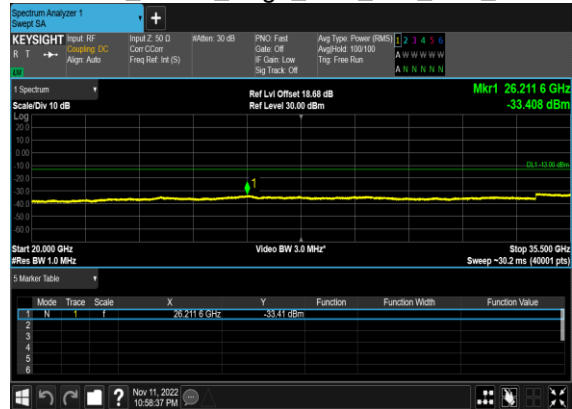 Spectrum Analyzer 1
Swept SA
+
KEYSIGHT Input: RF Input Z: 50 Ω #Atten: 30 dB PNO: Fast Avg Type: Power (RMS) 1 2 3 4 5 6
R T Coupling: DC Corr CCorr Gate: Off Avg|Hold: 100/100 A W W W W W
Align: Auto Freq Ref: Int (S) IF Gain: Low Trig: Free Run A N N N N N
Sig Track: Off
1 Spectrum Ref Lvl Offset 18.68 dB Mkr1 26.211 6 GHz
Scale/Div 10 dB Ref Level 30.00 dBm -33.408 dBm
Log
20.0
10.0
0.00
-10.0 DL1 -13.00 dBm
-20.0
-30.0 1
-40.0
-50.0
-60.0
Start 20.000 GHz Video BW 3.0 MHz* Stop 35.500 GHz
#Res BW 1.0 MHz Sweep ~30.2 ms (40001 pts)
5 Marker Table
Mode Trace Scale X Y Function Function Width Function Value
1 N 1 f 26.211 6 GHz -33.41 dBm
2
3
4
5
6
? Nov 11, 2022
10:58:37 PM